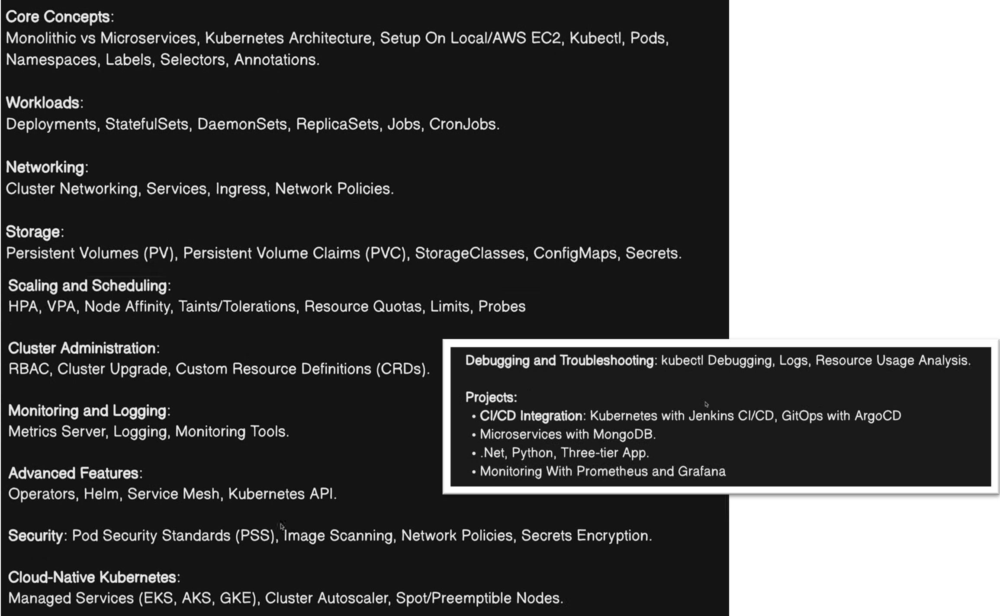 Core Concepts:
Monolithic vs Microservices, Kubernetes Architecture, Setup On Local/AWS EC2, Kubectl, Pods,
Namespaces, Labels, Selectors, Annotations.
Workloads:
Deployments, StatefulSets, DaemonSets, ReplicaSets, Jobs, CronJobs.
Networking:
Cluster Networking, Services, Ingress, Network Policies.
Storage:
Persistent Volumes (PV), Persistent Volume Claims (PVC), StorageClasses, ConfigMaps, Secrets.
Scaling and Scheduling:
HPA, VPA, Node Affinity, Taints/Tolerations, Resource Quotas, Limits, Probes
Cluster Administration:
RBAC, Cluster Upgrade, Custom Resource Definitions (CRDs).
Monitoring and Logging:
Metrics Server, Logging, Monitoring Tools.
Advanced Features:
Operators, Helm, Service Mesh, Kubernetes API.
Security: Pod Security Standards (PSS), Image Scanning, Network Policies, Secrets Encryption.
Cloud-Native Kubernetes:
Managed Services (EKS, AKS, GKE), Cluster Autoscaler, Spot/Preemptible Nodes.
Debugging and Troubleshooting: kubectl Debugging, Logs, Resource Usage Analysis.
Projects:
• CI/CD Integration: Kubernetes with Jenkins CI/CD, GitOps with ArgoCD
• Microservices with MongoDB.
• .Net, Python, Three-tier App.
• Monitoring With Prometheus and Grafana